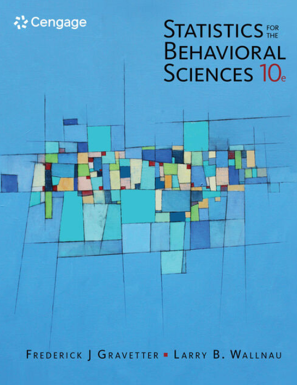 Cengage
STATISTICS FOR THE
BEHAVIORAL
SCIENCES 10e
FREDERICK J GRAVETTER ▪ LARRY B. WALLNAU